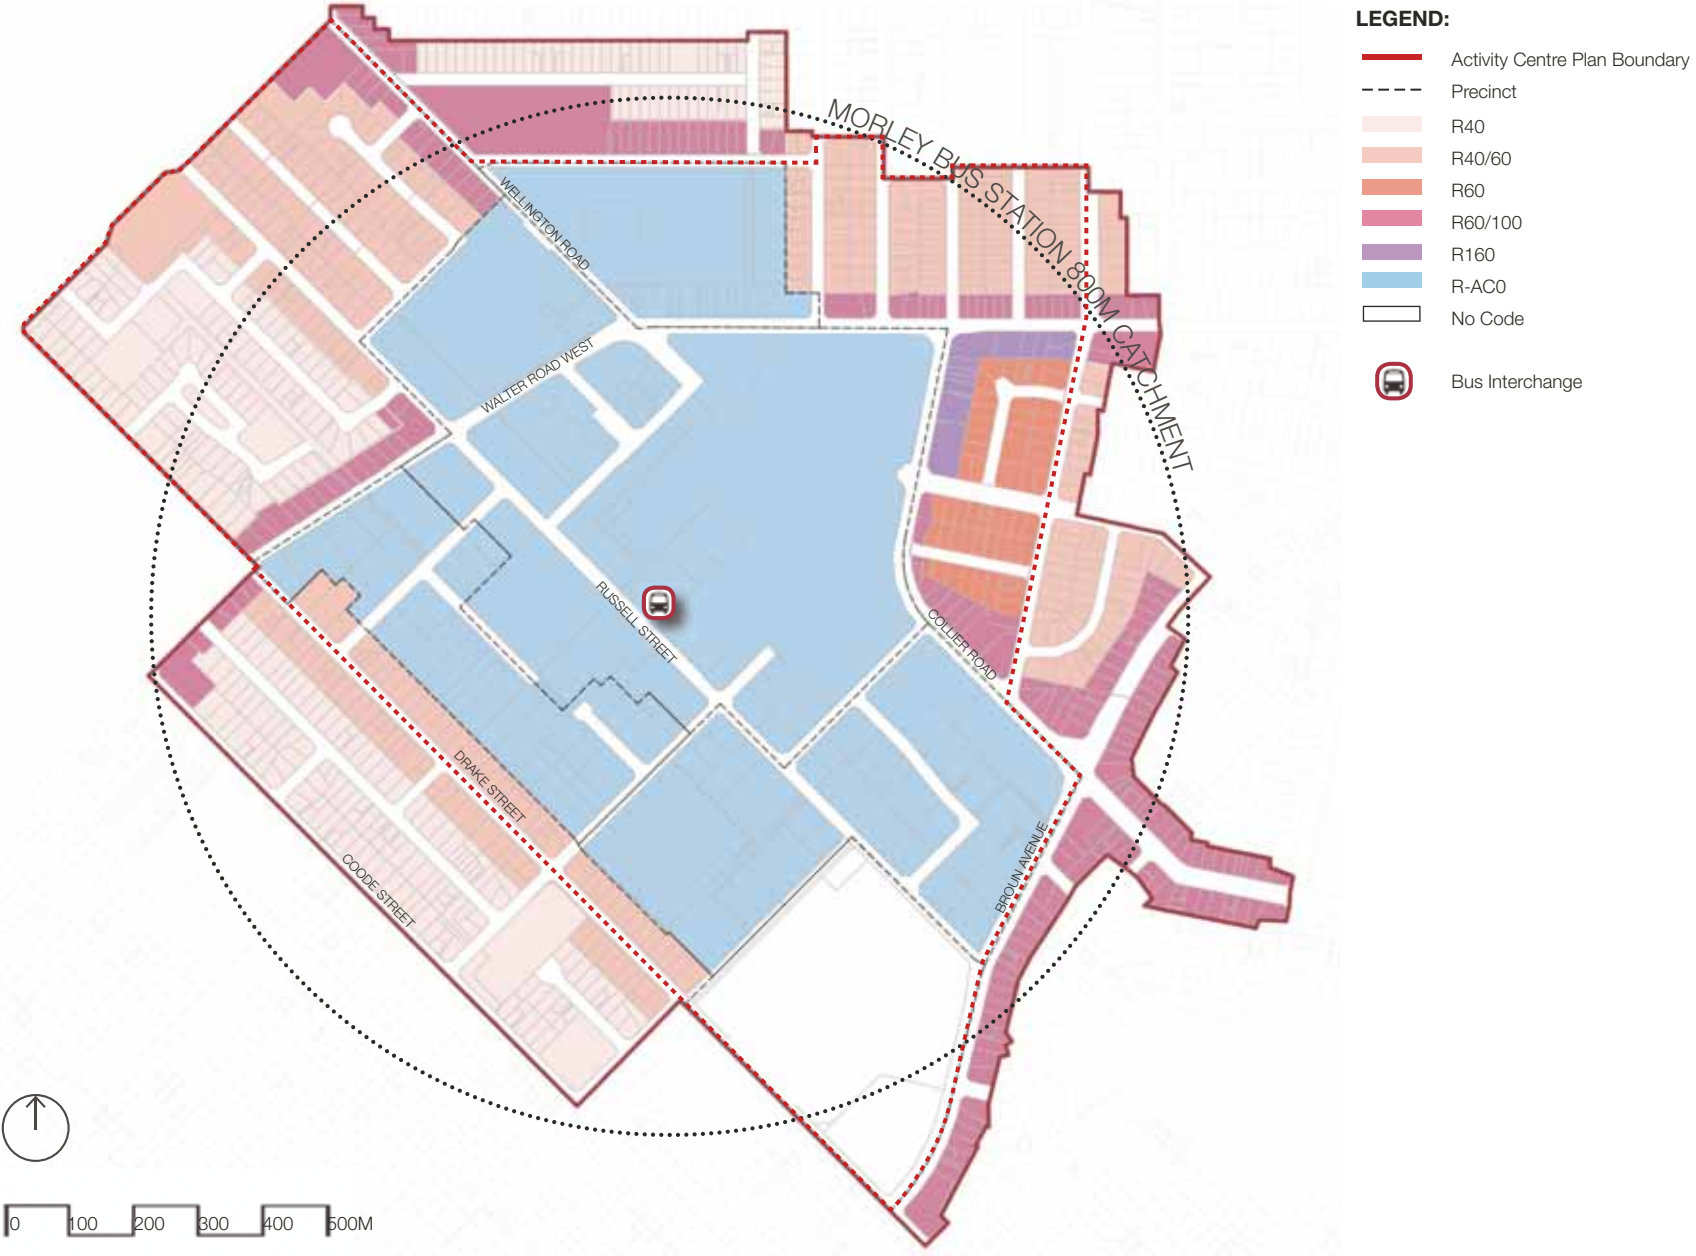 LEGEND:
Activity Centre Plan Boundary
Precinct
R40
R40/60
R60
R60/100
R160
R-AC0
No Code
Bus Interchange
MORLEY BUS STATION 800M CATCHMENT
WELLINGTON ROAD
WALTER ROAD WEST
RUSSELL STREET
COLLIER ROAD
DRAKE STREET
COODE STREET
BROUN AVENUE
0 100 200 300 400 500M